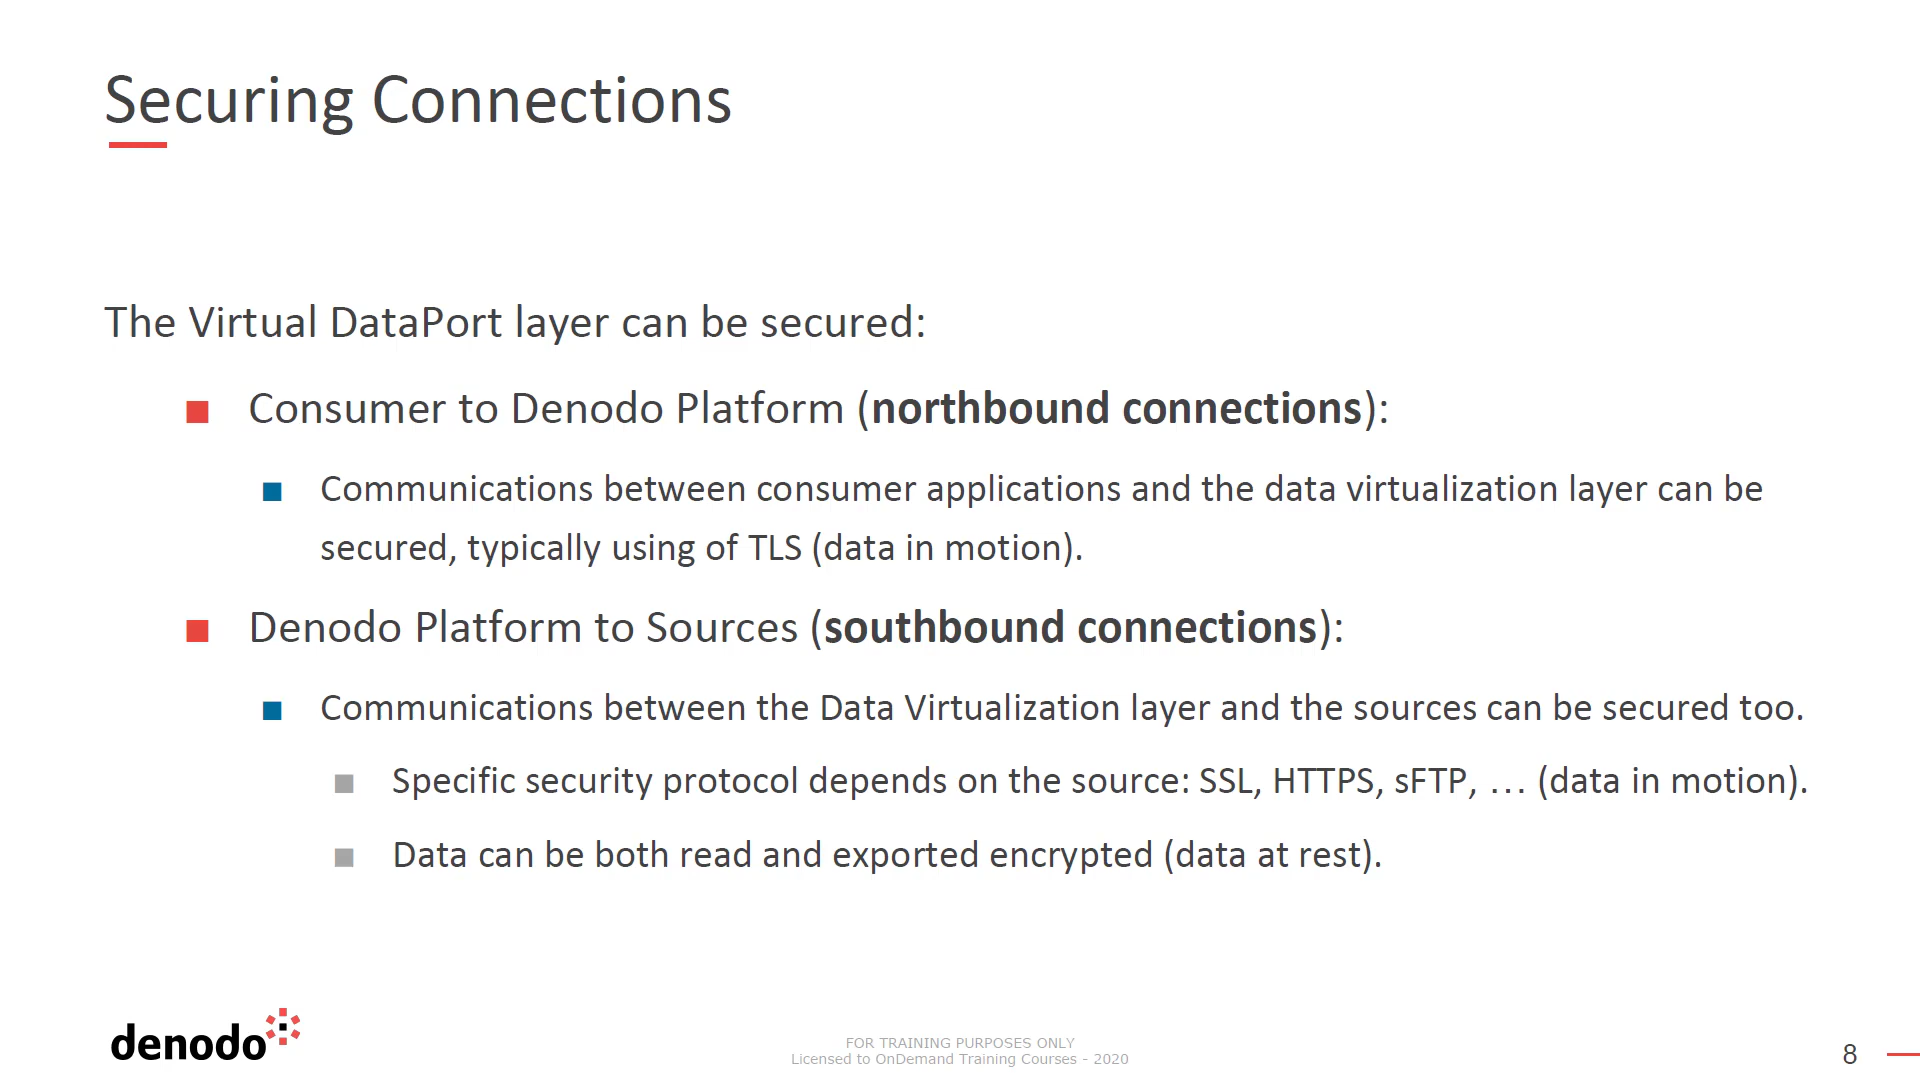 Securing Connections
The Virtual DataPort layer can be secured:
Consumer to Denodo Platform (northbound connections):
Communications between consumer applications and the data virtualization layer can be
secured, typically using of TLS (data in motion).
Denodo Platform to Sources (southbound connections):
Communications between the Data Virtualization layer and the sources can be secured too.
Specific security protocol depends on the source: SSL, HTTPS, sFTP, … (data in motion).
Data can be both read and exported encrypted (data at rest).
denodo
FOR TRAINING PURPOSES ONLY
Licensed to OnDemand Training Courses - 2020
8